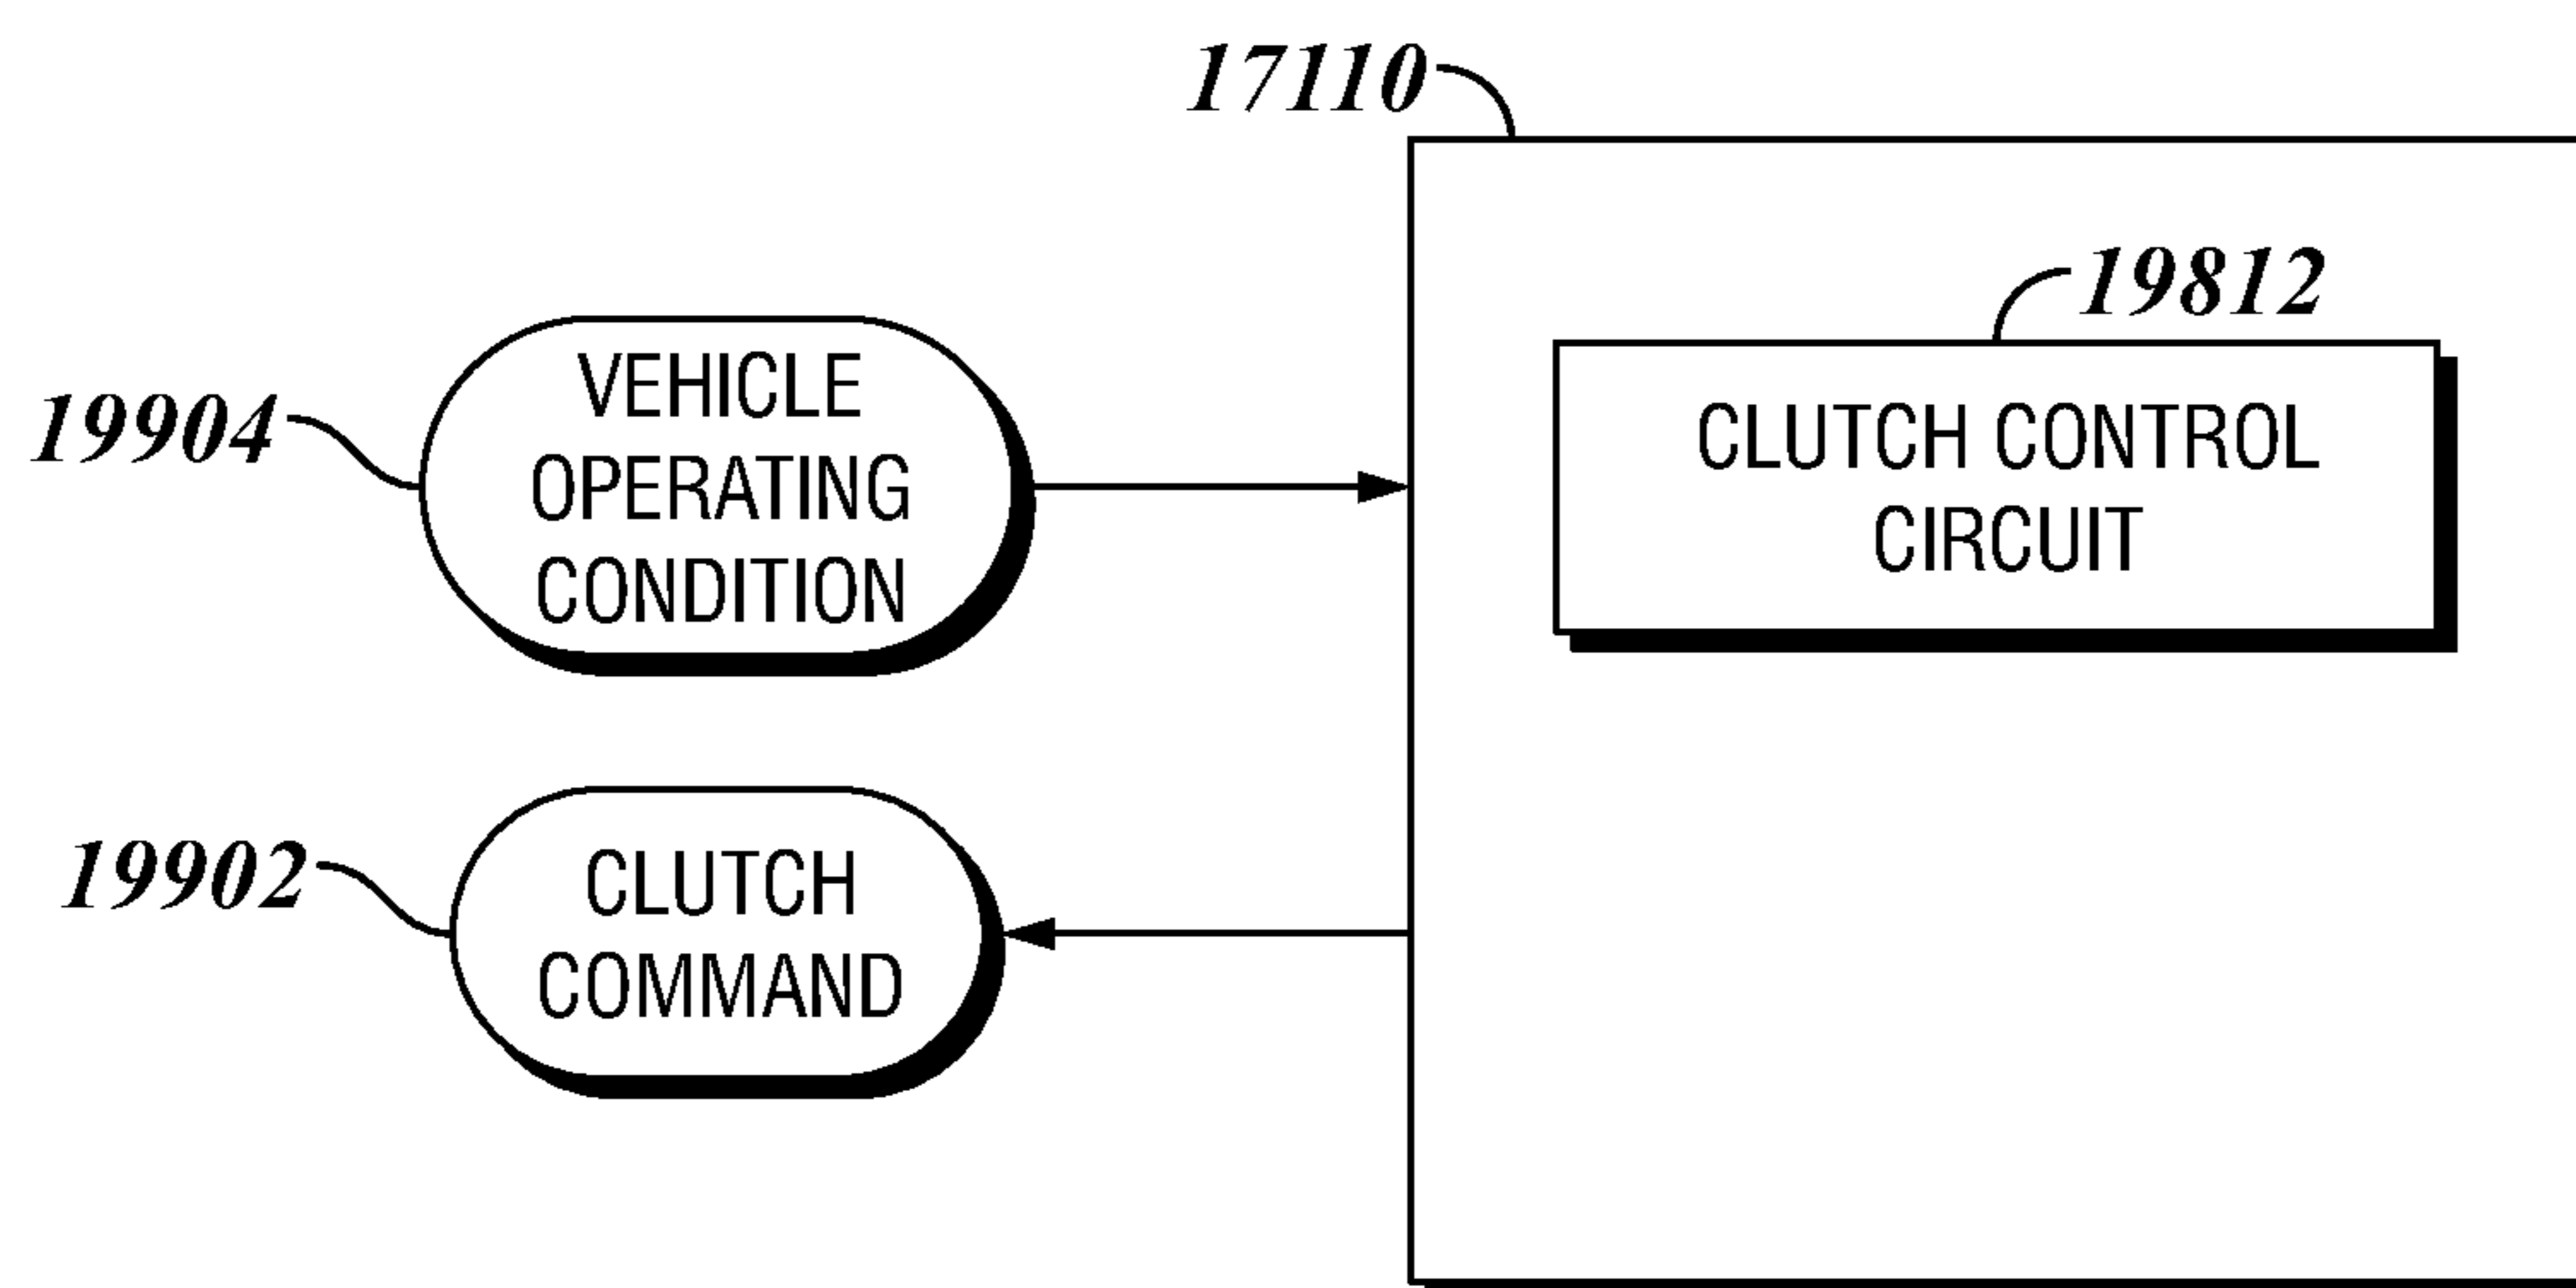 17110
19812
CLUTCH CONTROL
CIRCUIT
19904
VEHICLE
OPERATING
CONDITION
19902
CLUTCH
COMMAND